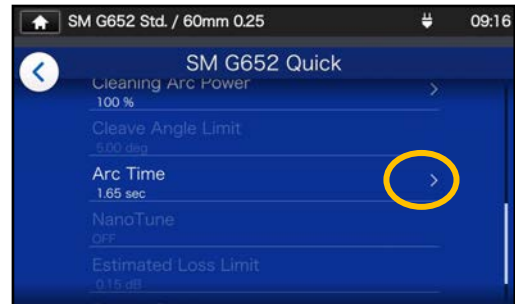 SM G652 Std. / 60mm 0.25 09:16
SM G652 Quick
Cleaning Arc Power
100 %
Cleave Angle Limit
5.00 deg
Arc Time
1.65 sec
NanoTune
OFF
Estimated Loss Limit
0.15 dB